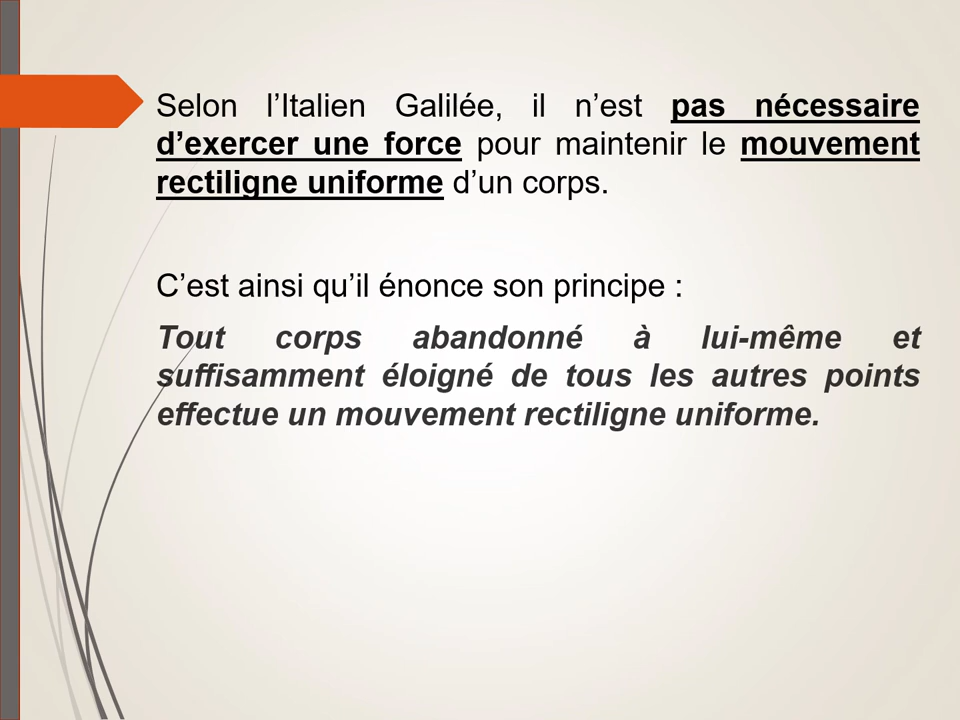 Selon l’Italien Galilée, il n’est pas nécessaire
d’exercer une force pour maintenir le mouvement
rectiligne uniforme d’un corps.
C’est ainsi qu’il énonce son principe :
Tout corps abandonné à lui-même et
suffisamment éloigné de tous les autres points
effectue un mouvement rectiligne uniforme.